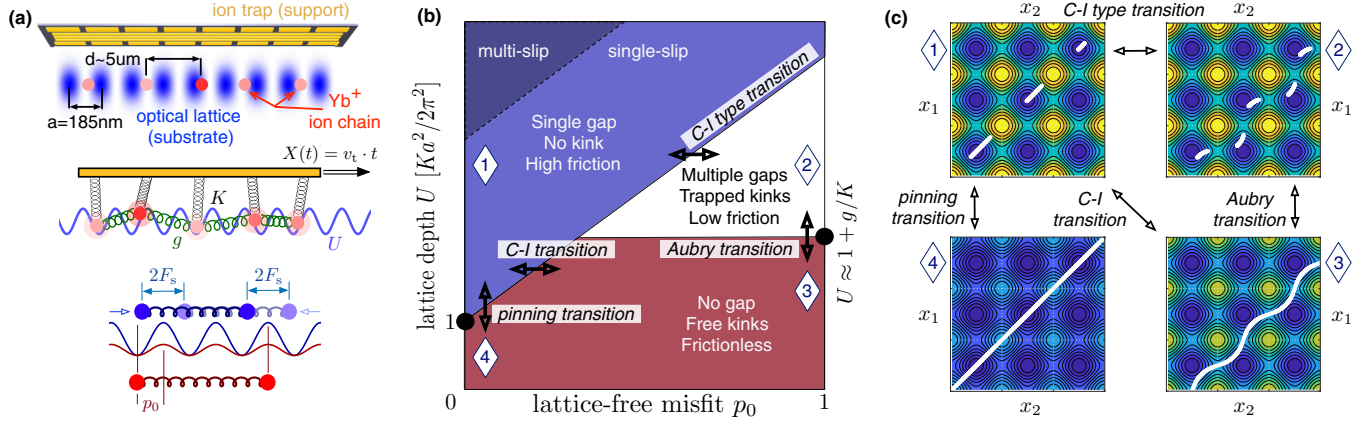 (a)
ion trap (support)
d~5um
a=185nm
optical lattice
(substrate)
Yb+
ion chain
X(t) = v_t · t
K
g
U
2F_s
2F_s
p_0
(b)
lattice depth U [Ka²/2π²]
multi-slip
single-slip
C-I type transition
Single gap
No kink
High friction
1
2
Multiple gaps
Trapped kinks
Low friction
C-I transition
Aubry transition
U ≈ 1 + g/K
3
pinning transition
No gap
Free kinks
Frictionless
1
4
0
lattice-free misfit p_0
1
(c)
x_2
C-I type transition
x_2
1
2
x_1
x_1
pinning
transition
C-I
transition
Aubry
transition
4
3
x_1
x_1
x_2
x_2